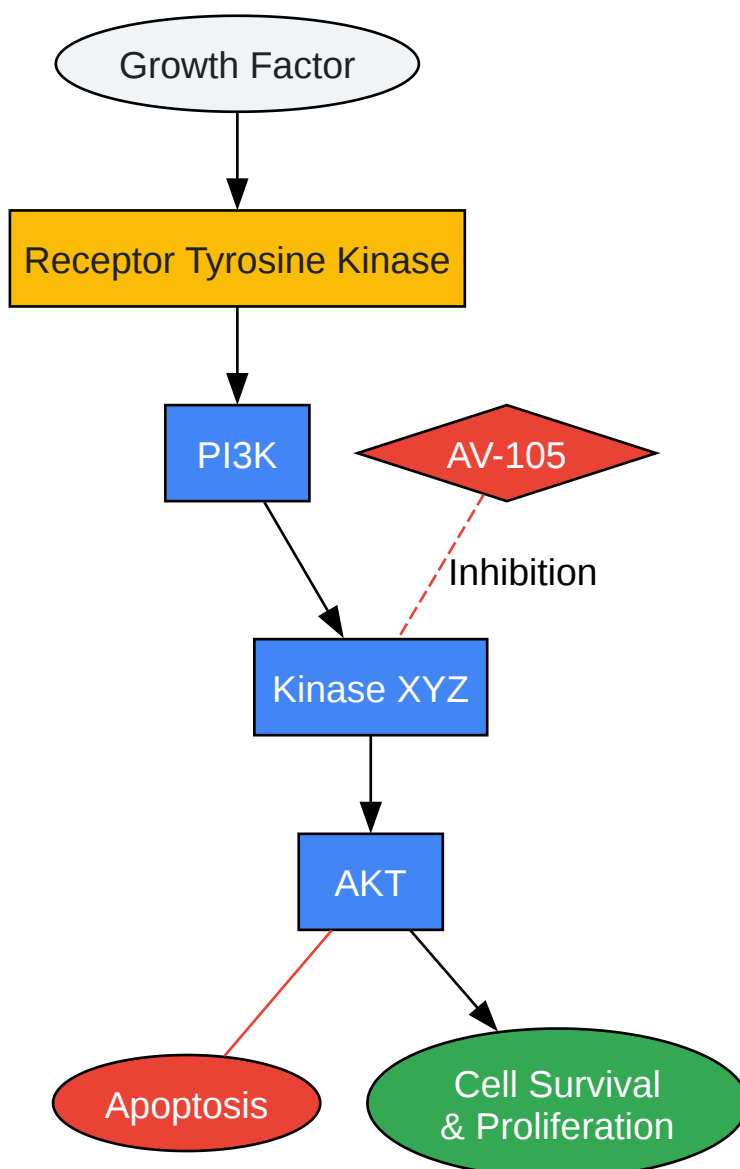 Growth Factor
Receptor Tyrosine Kinase
PI3K
AV-105
Inhibition
Kinase XYZ
AKT
Apoptosis
Cell Survival
& Proliferation